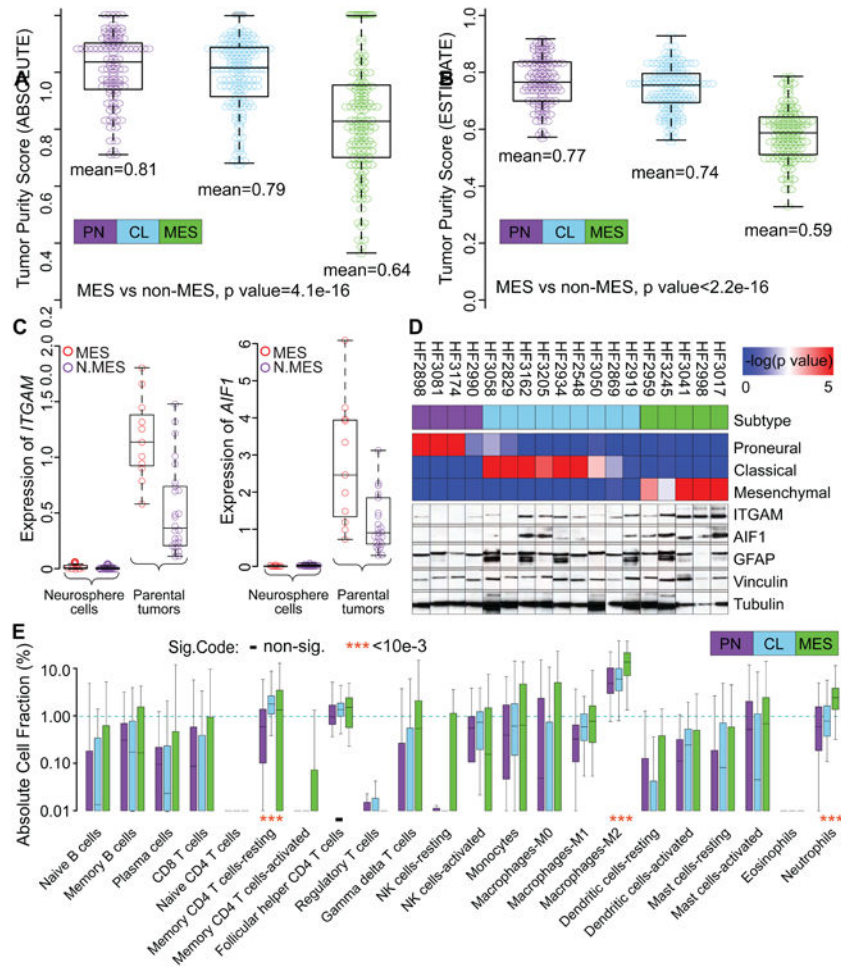 A
Tumor Purity Score (ABSOLUTE)
1.0
0.8
0.6
0.4
0.2
mean=0.81
mean=0.79
mean=0.64
PN CL MES
MES vs non-MES, p value=4.1e-16
B
Tumor Purity Score (ESTIMATE)
1.0
0.8
0.6
0.4
0.2
0.0
mean=0.77
mean=0.74
mean=0.59
PN CL MES
MES vs non-MES, p value<2.2e-16
C
Expression of ITGAM
2.0
1.5
1.0
0.5
0
MES
N.MES
Neurosphere cells
Parental tumors
Expression of AIF1
6
5
4
3
2
1
0
MES
N.MES
Neurosphere cells
Parental tumors
D
HF2898
HF3081
HF3174
HF2990
HF3058
HF2829
HF3162
HF3205
HF2934
HF2548
HF3050
HF2869
HF2919
HF2959
HF3245
HF3041
HF2998
HF3017
-log(p value)
0 5
Subtype
Proneural
Classical
Mesenchymal
ITGAM
AIF1
GFAP
Vinculin
Tubulin
E
Sig.Code: - non-sig. *** <10e-3
PN CL MES
Absolute Cell Fraction (%)
10.0
1.00
0.10
0.01
***
-
***
***
Naive B cells
Memory B cells
Plasma cells
CD8 T cells
Naive CD4 T cells
Memory CD4 T cells-resting
Memory CD4 T cells-activated
Follicular helper CD4 T cells
Regulatory T cells
Gamma delta T cells
NK cells-resting
NK cells-activated
Monocytes
Macrophages-M0
Macrophages-M1
Macrophages-M2
Dendritic cells-resting
Dendritic cells-activated
Mast cells-resting
Mast cells-activated
Eosinophils
Neutrophils